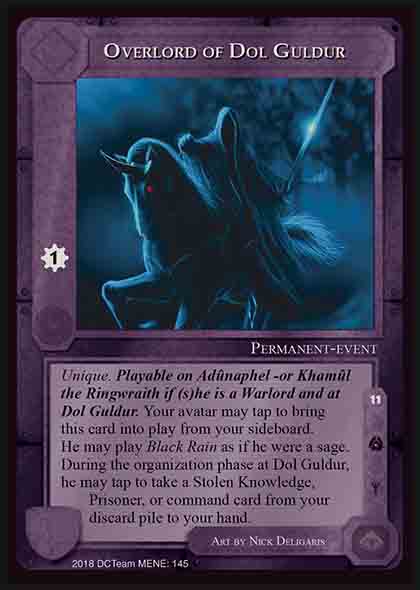 OVERLORD OF DOL GULDUR
1
PERMANENT-EVENT
Unique. Playable on Adûnaphel -or Khamûl
the Ringwraith if (s)he is a Warlord and at
Dol Guldur. Your avatar may tap to bring
this card into play from your sideboard.
He may play Black Rain as if he were a sage.
During the organization phase at Dol Guldur,
he may tap to take a Stolen Knowledge,
Prisoner, or command card from your
discard pile to your hand.
11
ART BY NICK DELIGARIS
2018 DCTeam MENE: 145